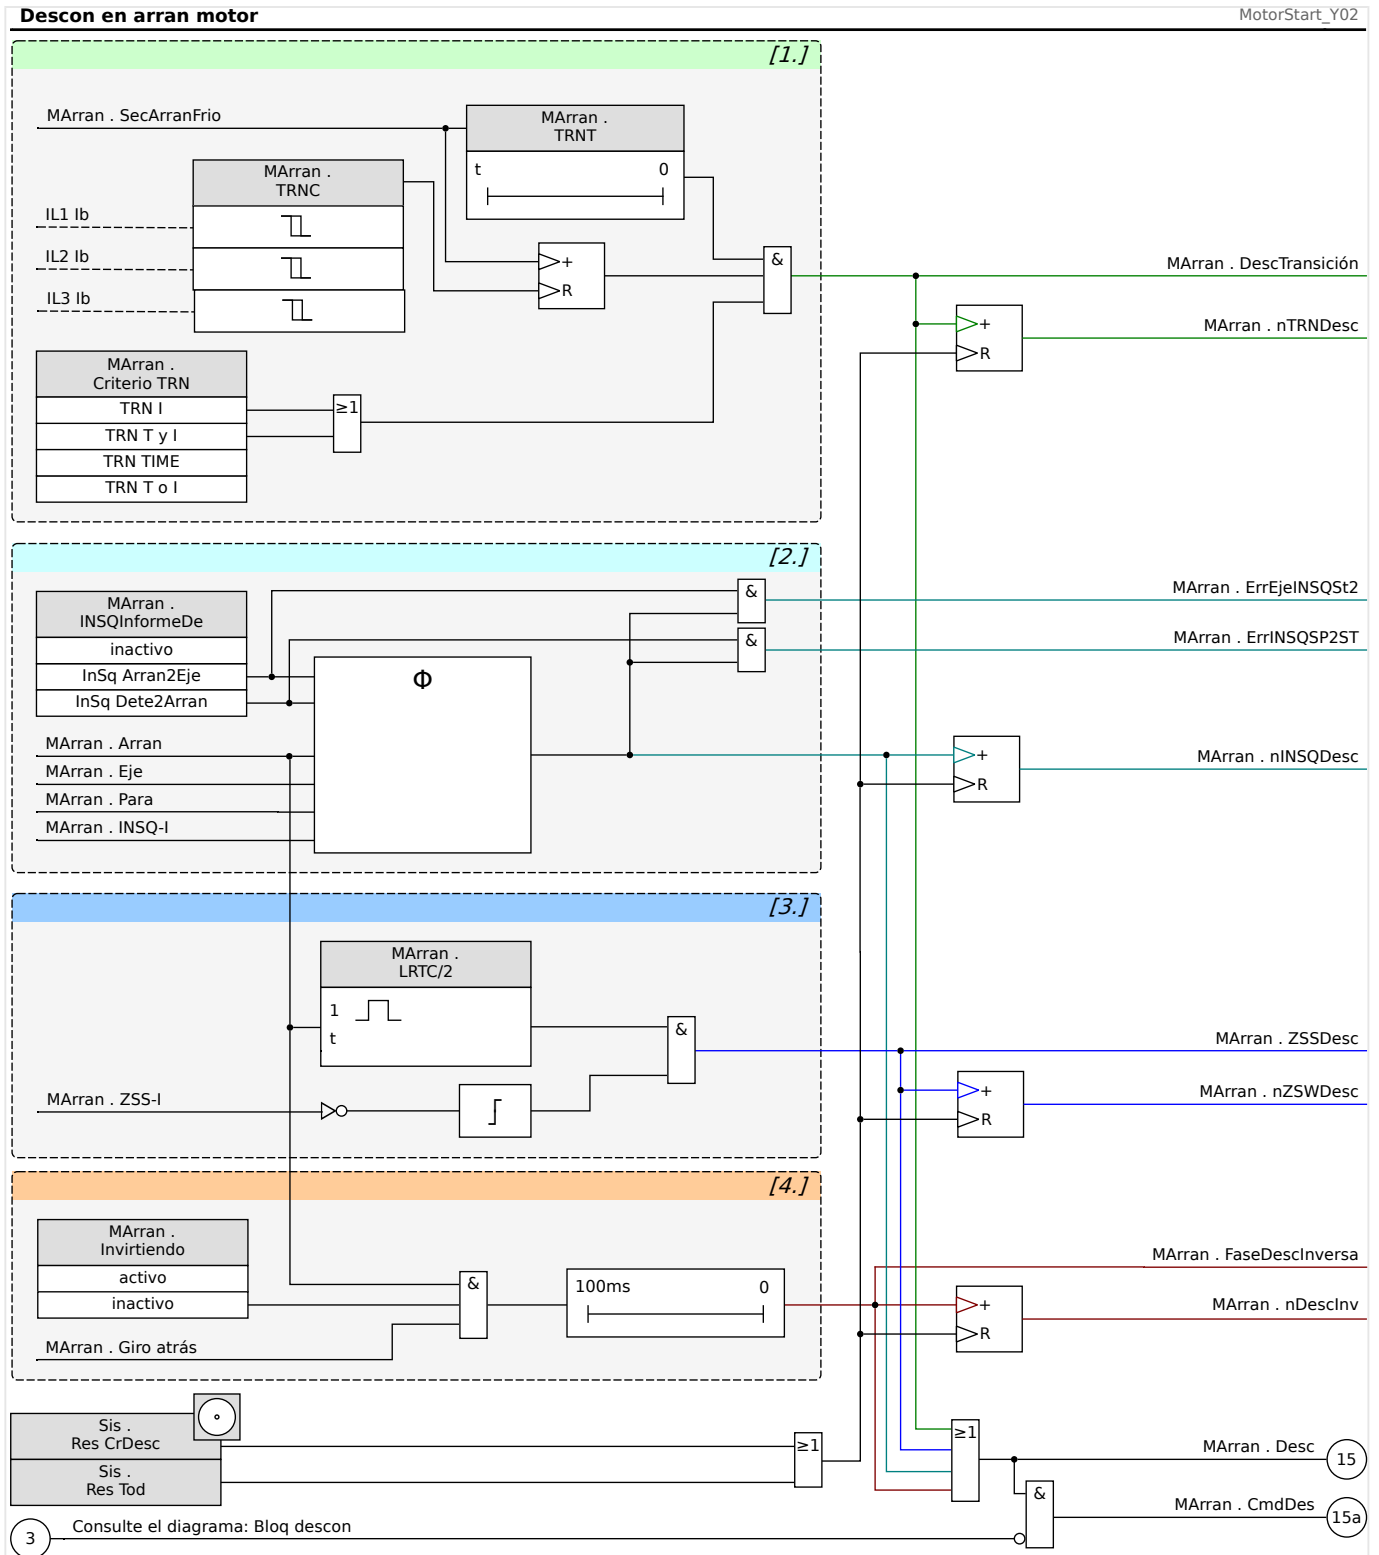 Descon en arran motor
MotorStart_Y02
[1.]
MArran . SecArranFrio
MArran .
TRNT
t
0
MArran .
TRNC
IL1 Ib
IL2 Ib
IL3 Ib
+
R
&
MArran . DescTransición
+
R
MArran . nTRNDesc
MArran .
Criterio TRN
TRN I
TRN T y I
TRN TIME
TRN T o I
≥1
[2.]
MArran .
INSQInformeDe
inactivo
InSq Arran2Eje
InSq Dete2Arran
Φ
&
&
MArran . ErrEjeINSQSt2
MArran . ErrINSQSP2ST
MArran . Arran
MArran . Eje
MArran . Para
MArran . INSQ-I
+
R
MArran . nINSQDesc
[3.]
MArran .
LRTC/2
1
t
&
MArran . ZSS-I
MArran . ZSSDesc
+
R
MArran . nZSWDesc
[4.]
MArran .
Invirtiendo
activo
inactivo
MArran . Giro atrás
&
100ms
0
MArran . FaseDescInversa
+
R
MArran . nDescInv
Sis .
Res CrDesc
Sis .
Res Tod
≥1
≥1
MArran . Desc
15
&
MArran . CmdDes
15a
3
Consulte el diagrama: Bloq descon